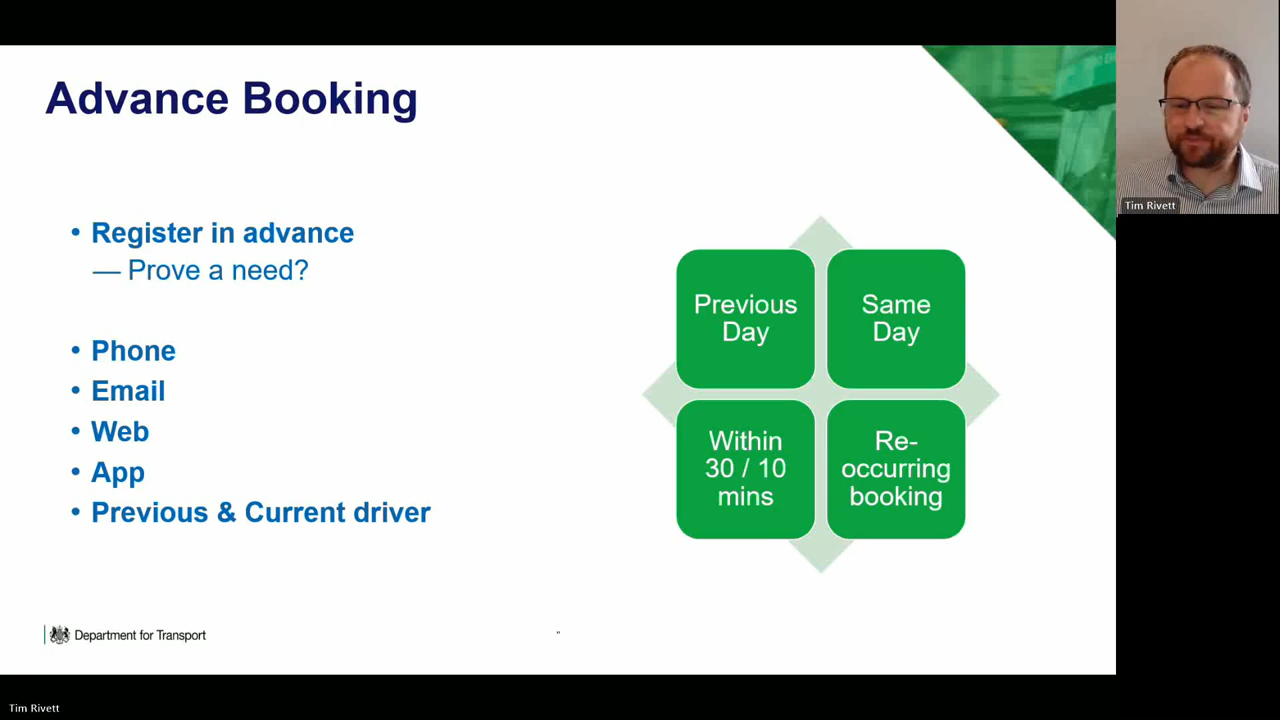 Advance Booking
• Register in advance
— Prove a need?
• Phone
• Email
• Web
• App
• Previous & Current driver
Previous
Day
Same
Day
Within
30 / 10
mins
Re-
occurring
booking
Department for Transport
"
Tim Rivett
Tim Rivett